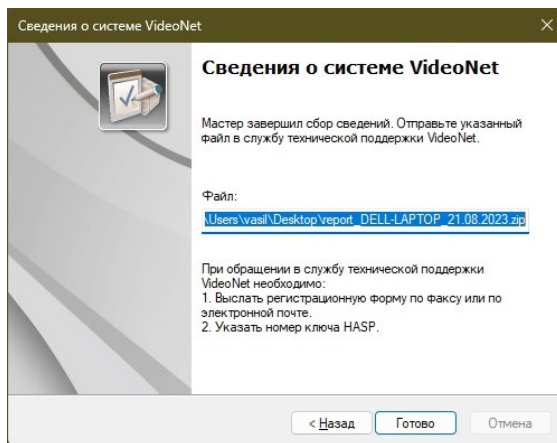 Сведения о системе VideoNet
Сведения о системе VideoNet
Мастер завершил сбор сведений. Отправьте указанный
файл в службу технической поддержки VideoNet.
Файл:
\Users\vasil\Desktop\report_DELL-LAPTOP_21.08.2023.zip
При обращении в службу технической поддержки
VideoNet необходимо:
1. Выслать регистрационную форму по факсу или по
электронной почте.
2. Указать номер ключа HASP.
< Назад
Готово
Отмена